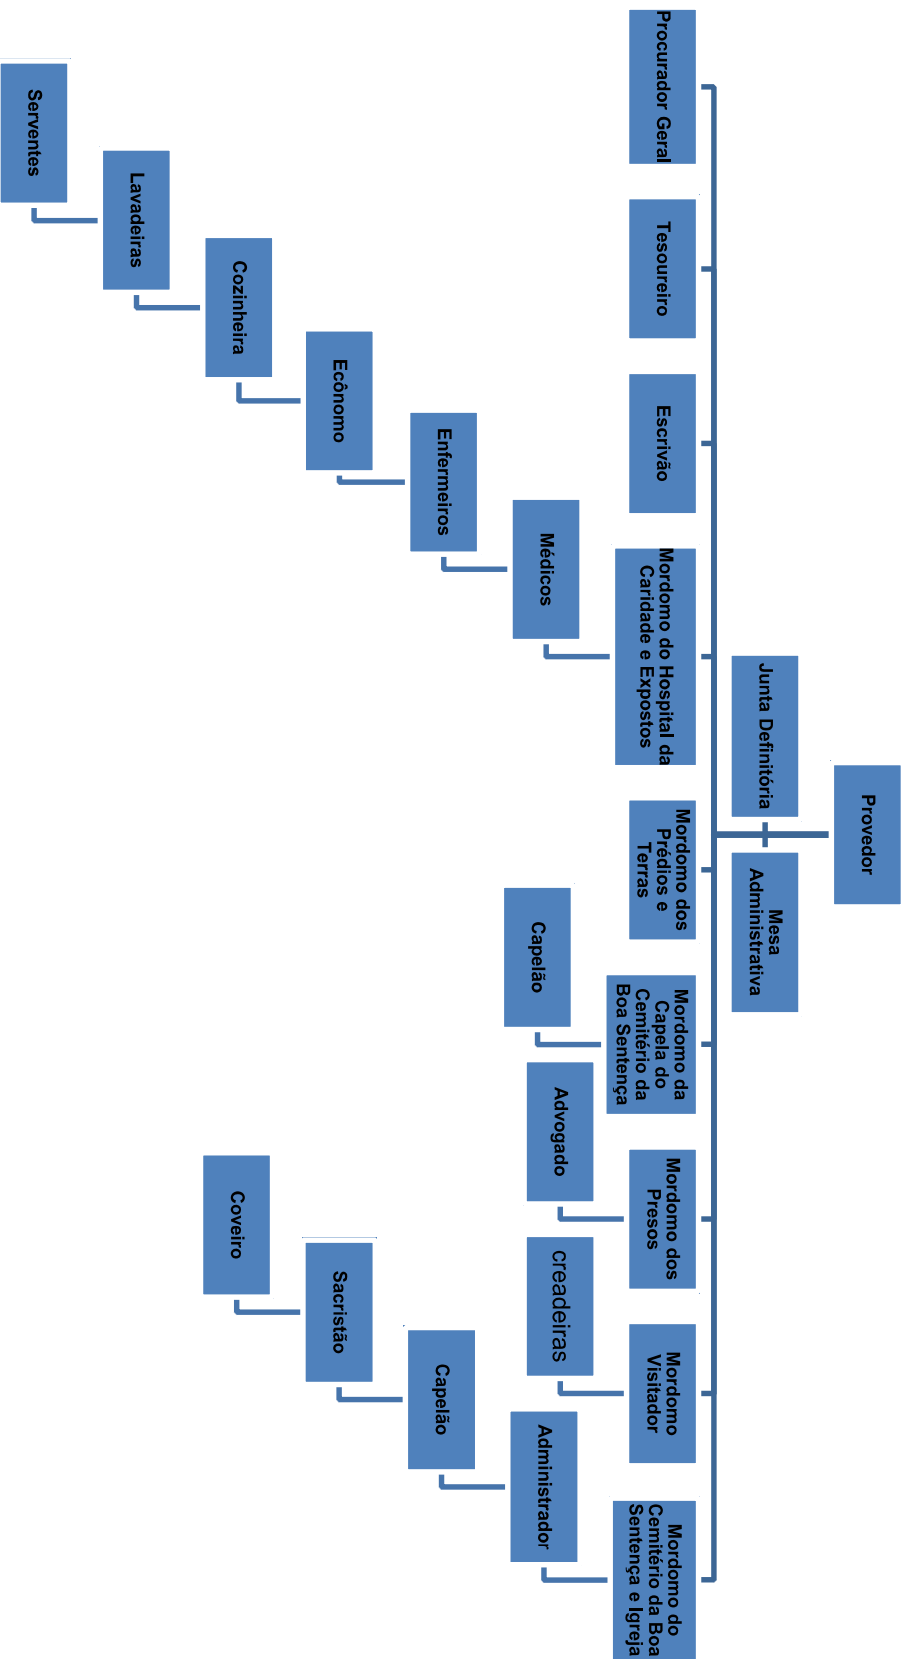 Provedor
Junta Definitória
Mesa
Administrativa
Procurador Geral
Tesoureiro
Escrivão
Mordomo do Hospital da
Caridade e Expostos
Mordomo dos
Prédios e
Terras
Mordomo da
Capela do
Cemitério da
Boa Sentença
Mordomo dos
Presos
Mordomo
Visitador
Mordomo do
Cemitério da Boa
Sentença e Igreja
Médicos
Enfermeiros
Ecônomo
Cozinheira
Lavadeiras
Serventes
Capelão
Advogado
creadeiras
Administrador
Capelão
Sacristão
Coveiro